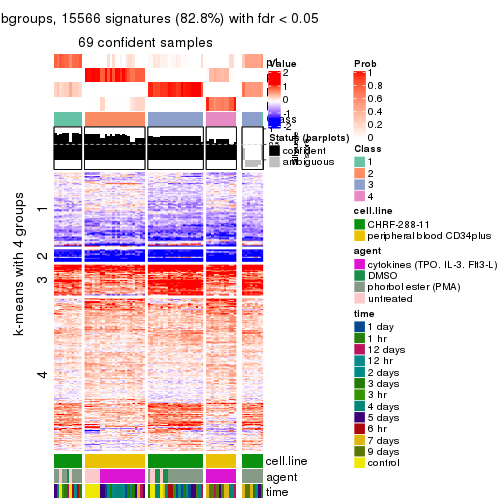 bgroups, 15566 signatures (82.8%) with fdr < 0.05
69 confident samples
Value
2
1
0
-1
-2
Status (barplots)
confident
ambiguous
Prob
1
0.8
0.6
0.4
0.2
0
Class
1
2
3
4
cell.line
CHRF-288-11
peripheral blood CD34plus
agent
cytokines (TPO, IL-3, Flt3-L)
DMSO
phorbol ester (PMA)
untreated
time
1 day
1 hr
12 days
12 hr
2 days
3 days
3 hr
4 days
5 days
6 hr
7 days
9 days
control
k-means with 4 groups
1
2
3
4
cell.line
agent
time